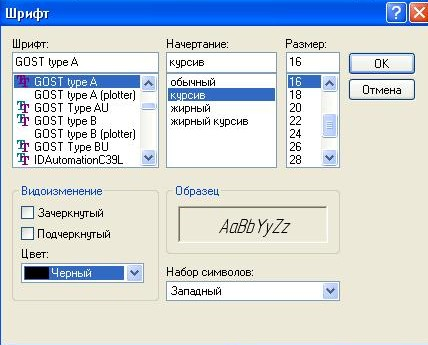 Шрифт
Шрифт:
GOST type A
GOST type A
GOST type A (plotter)
GOST Type AU
GOST type B
GOST type B (plotter)
GOST Type BU
IDAutomationC39L
Начертание:
курсив
обычный
курсив
жирный
жирный курсив
Размер:
16
16
18
20
22
24
26
28
OK
Отмена
Видоизменение
Зачеркнутый
Подчеркнутый
Цвет:
Черный
Образец
AaBbYyZz
Набор символов:
Западный